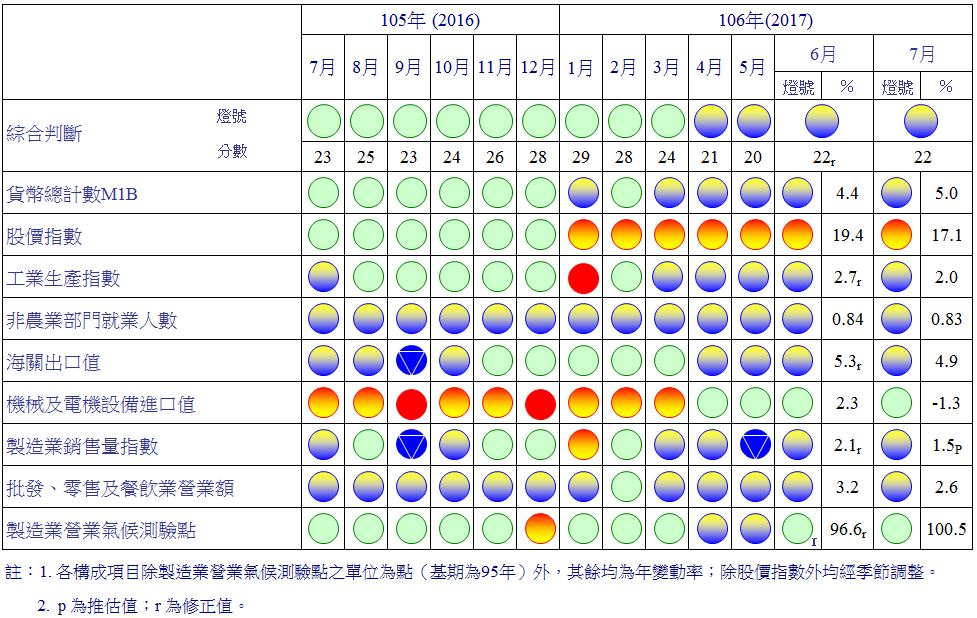 105年 (2016) 106年(2017)
7月 8月 9月 10月 11月 12月 1月 2月 3月 4月 5月 6月 7月
燈號 % 燈號 %
綜合判斷 燈號
分數 23 25 23 24 26 28 29 28 24 21 20 22r 22
貨幣總計數M1B 4.4 5.0
股價指數 19.4 17.1
工業生產指數 2.7r 2.0
非農業部門就業人數 0.84 0.83
海關出口值 5.3r 4.9
機械及電機設備進口值 2.3 -1.3
製造業銷售量指數 2.1r 1.5P
批發、零售及餐飲業營業額 3.2 2.6
製造業營業氣候測驗點 r 96.6r 100.5
註：1. 各構成項目除製造業營業氣候測驗點之單位為點（基期為95年）外，其餘均為年變動率；除股價指數外均經季節調整。
2. p 為推估值；r 為修正值。